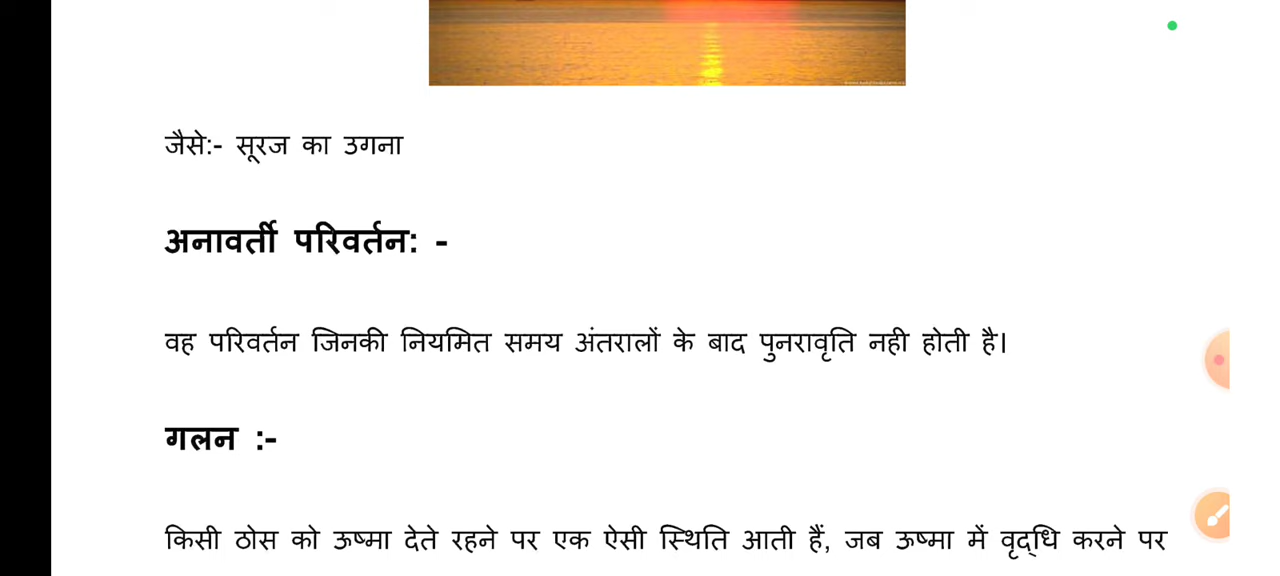 जैसे:- सूरज का उगना
अनावर्ती परिवर्तन: -
वह परिवर्तन जिनकी नियमित समय अंतरालों के बाद पुनरावृति नही होती है।
गलन :-
किसी ठोस को ऊष्मा देते रहने पर एक ऐसी स्थिति आती हैं, जब ऊष्मा में वृद्धि करने पर